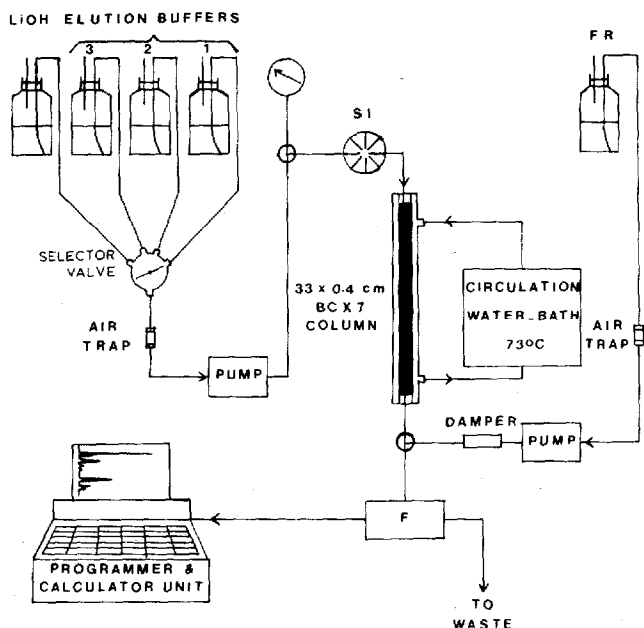 LiOH ELUTION BUFFERS
3 2 1
FR
SI
SELECTOR
VALVE
33 x 0.4 cm
BC X 7
COLUMN
CIRCULATION
WATER-BATH
73ºC
AIR
TRAP
AIR
TRAP
PUMP
DAMPER
PUMP
F
PROGRAMMER
& CALCULATOR UNIT
TO
WASTE